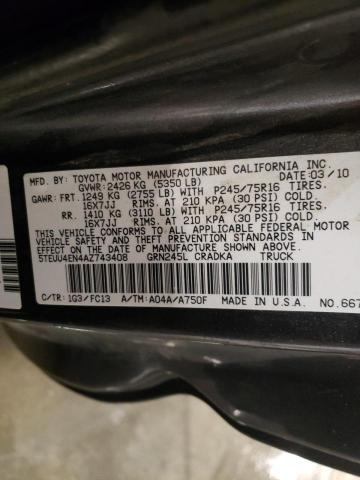 MFD. BY: TOYOTA MOTOR MANUFACTURING CALIFORNIA INC.
GVWR: 2426 KG (5350 LB) DATE: 03/10
GAWR: FRT. 1249 KG (2755 LB) WITH P245/75R16 TIRES.
16X7JJ RIMS. AT 210 KPA (30 PSI) COLD.
RR. 1410 KG (3110 LB) WITH P245/75R16 TIRES.
16X7JJ RIMS. AT 210 KPA (30 PSI) COLD.
THIS VEHICLE CONFORMS TO ALL APPLICABLE FEDERAL MOTOR
VEHICLE SAFETY AND THEFT PREVENTION STANDARDS IN
EFFECT ON THE DATE OF MANUFACTURE SHOWN ABOVE.
5TEUU4EN4AZ743408 GRN245L CRADKA TRUCK
C/TR: 1G3/FC13 A/TM: A04A/A750F MADE IN U.S.A. NO.667